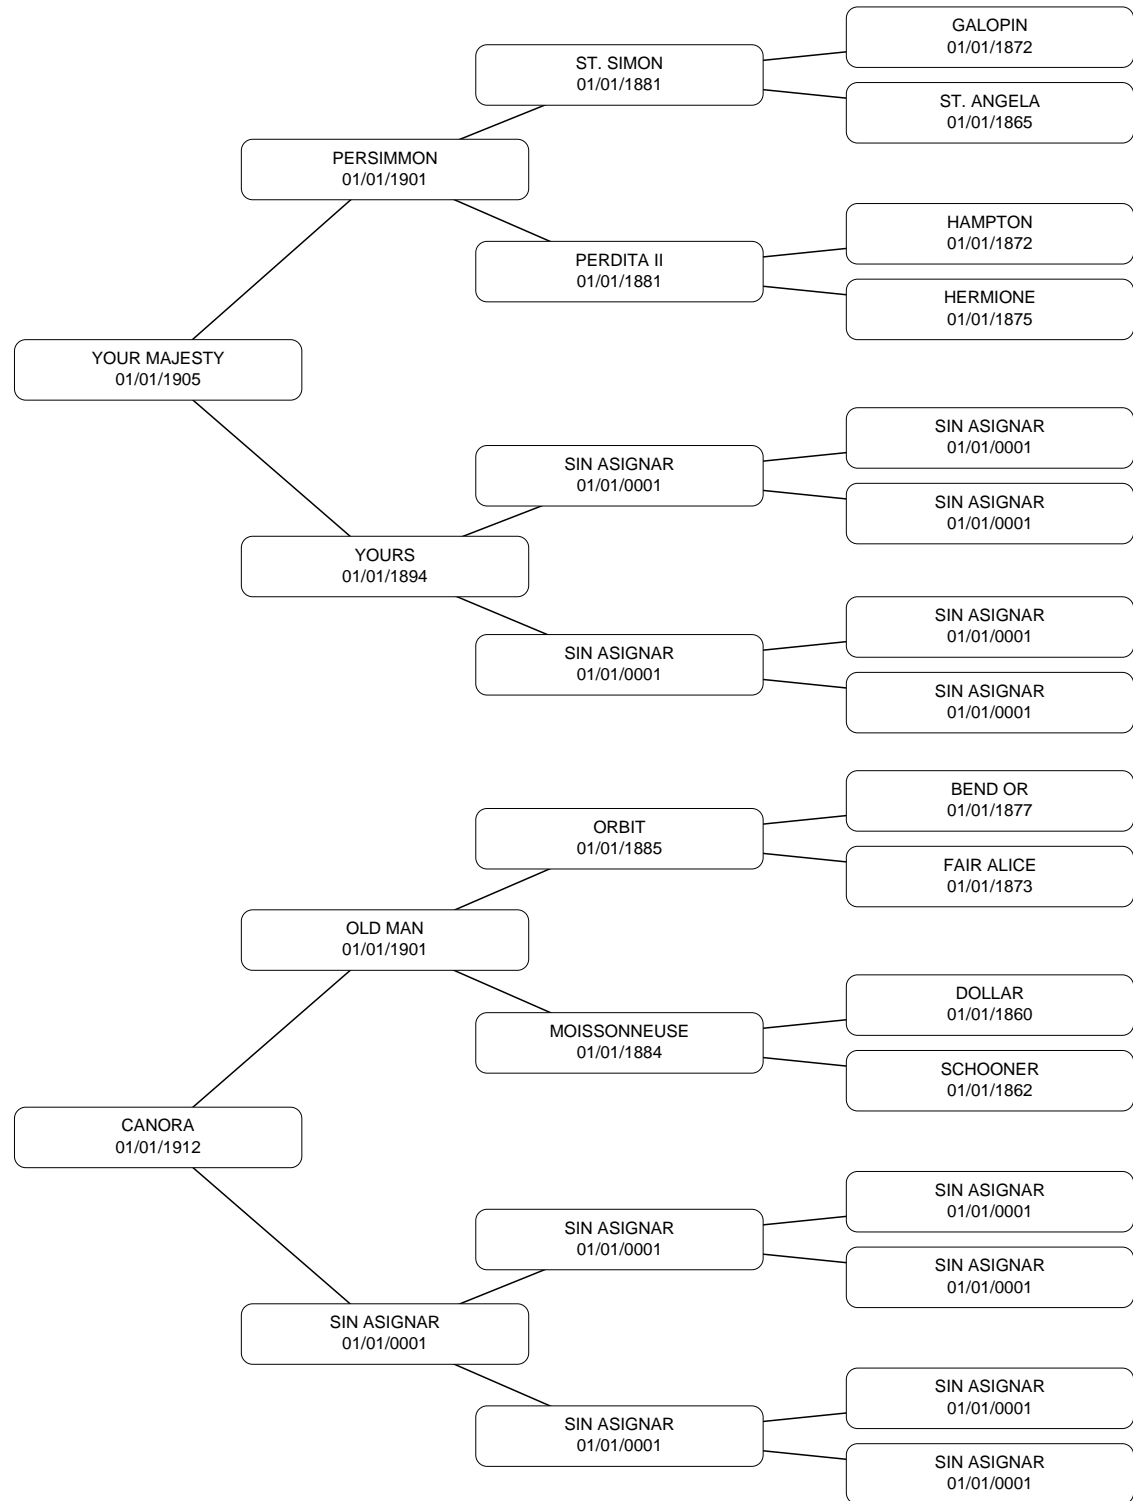 GALOPIN
01/01/1872
ST. SIMON
01/01/1881
ST. ANGELA
01/01/1865
PERSIMMON
01/01/1901
HAMPTON
01/01/1872
PERDITA II
01/01/1881
HERMIONE
01/01/1875
YOUR MAJESTY
01/01/1905
SIN ASIGNAR
01/01/0001
SIN ASIGNAR
01/01/0001
SIN ASIGNAR
01/01/0001
YOURS
01/01/1894
SIN ASIGNAR
01/01/0001
SIN ASIGNAR
01/01/0001
SIN ASIGNAR
01/01/0001
BEND OR
01/01/1877
ORBIT
01/01/1885
FAIR ALICE
01/01/1873
OLD MAN
01/01/1901
DOLLAR
01/01/1860
MOISSONNEUSE
01/01/1884
SCHOONER
01/01/1862
CANORA
01/01/1912
SIN ASIGNAR
01/01/0001
SIN ASIGNAR
01/01/0001
SIN ASIGNAR
01/01/0001
SIN ASIGNAR
01/01/0001
SIN ASIGNAR
01/01/0001
SIN ASIGNAR
01/01/0001
SIN ASIGNAR
01/01/0001